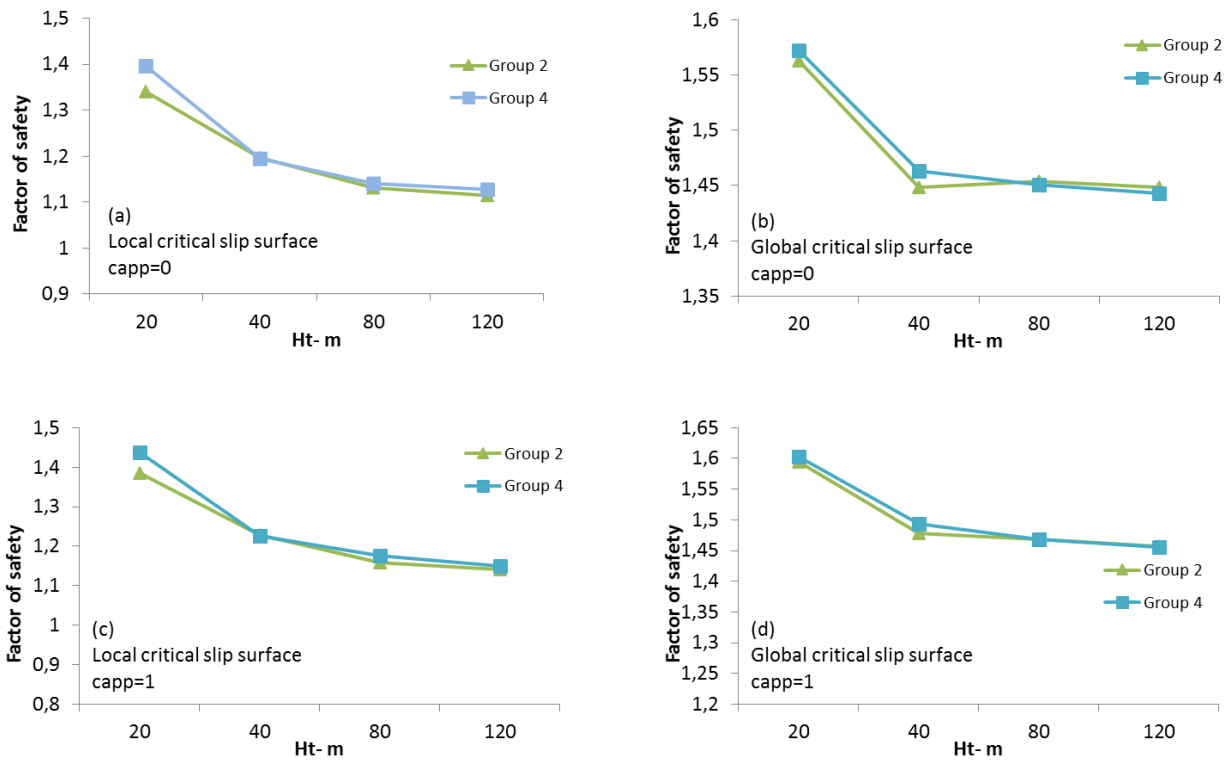 1,5
1,4
1,3
1,2
1,1
1
0,9
Factor of safety
Group 2
Group 4
(a)
Local critical slip surface
capp=0
20 40 80 120
Ht- m
1,6
1,55
1,5
1,45
1,4
1,35
Factor of safety
Group 2
Group 4
(b)
Global critical slip surface
capp=0
20 40 80 120
Ht- m
1,5
1,4
1,3
1,2
1,1
1
0,9
0,8
Factor of safety
Group 2
Group 4
(c)
Local critical slip surface
capp=1
20 40 80 120
Ht- m
1,65
1,6
1,55
1,5
1,45
1,4
1,35
1,3
1,25
1,2
Factor of safety
Group 2
Group 4
(d)
Global critical slip surface
capp=1
20 40 80 120
Ht- m